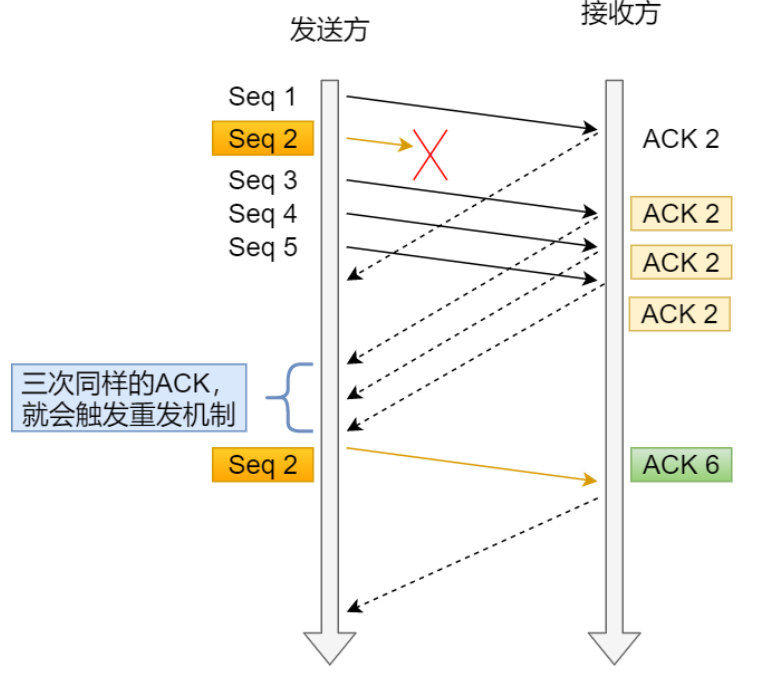 发送方
接收方
Seq 1
Seq 2
ACK 2
Seq 3
Seq 4
ACK 2
Seq 5
ACK 2
ACK 2
三次同样的ACK，
就会触发重发机制
Seq 2
ACK 6